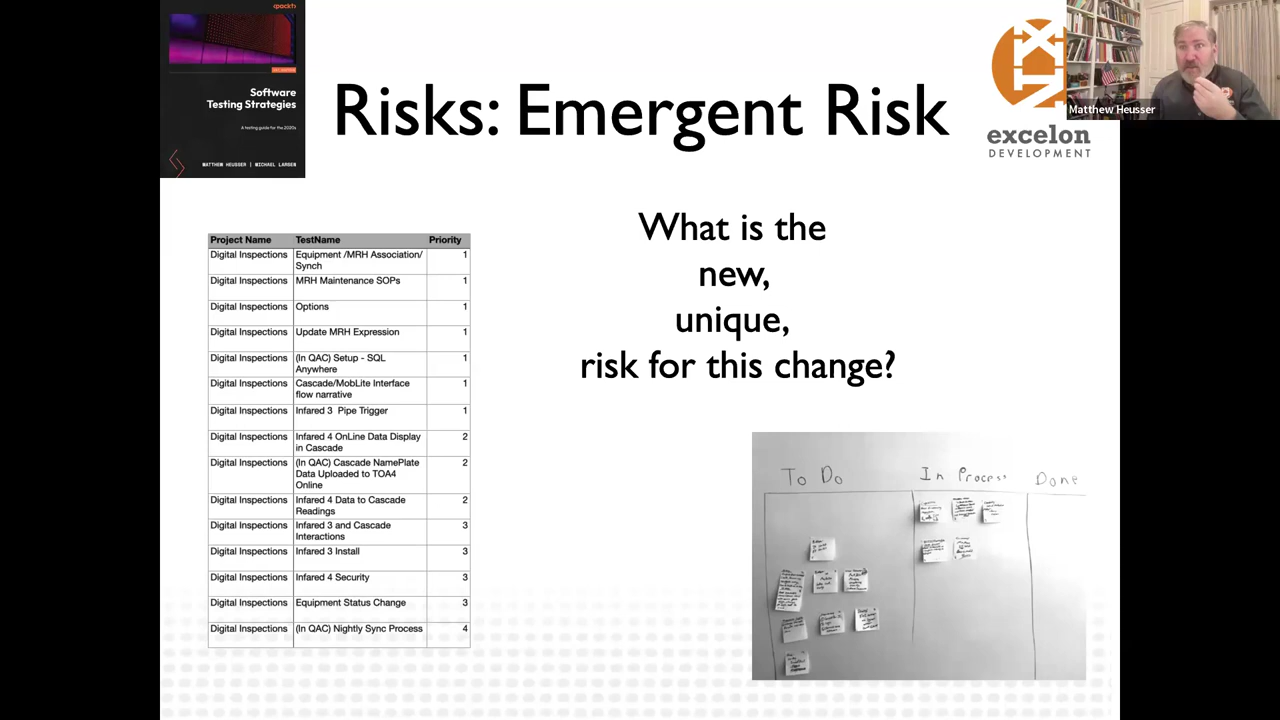 Packt
Software
Testing Strategies
A testing guide for the 2020s
MATTHEW HEUSSER | MICHAEL LARSEN
Risks: Emergent Risk
excelon
DEVELOPMENT
Matthew Heusser
What is the
new,
unique,
risk for this change?
Project Name TestName Priority
Digital Inspections Equipment /MRH Association/ 1
Synch
Digital Inspections MRH Maintenance SOPs 1
Digital Inspections Options 1
Digital Inspections Update MRH Expression 1
Digital Inspections (In QAC) Setup - SQL 1
Anywhere
Digital Inspections Cascade/MobLite Interface 1
flow narrative
Digital Inspections Infared 3 Pipe Trigger 1
Digital Inspections Infared 4 OnLine Data Display 2
in Cascade
Digital Inspections (In QAC) Cascade NamePlate 2
Data Uploaded to TOA4
Online
Digital Inspections Infared 4 Data to Cascade 2
Readings
Digital Inspections Infared 3 and Cascade 3
Interactions
Digital Inspections Infared 3 Install 3
Digital Inspections Infared 4 Security 3
Digital Inspections Equipment Status Change 3
Digital Inspections (In QAC) Nightly Sync Process 4
To Do In Process Done